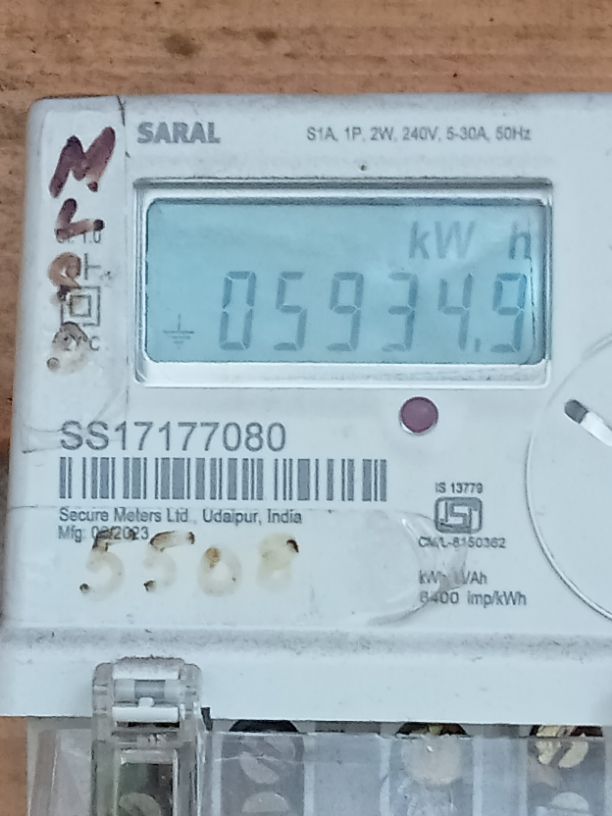 SARAL
S1A, 1P, 2W, 240V, 5-30A, 50Hz
kW h
05934.9
SS17177080
IS 13779
Secure Meters Ltd., Udaipur, India
CM/L-8150362
5508
6400 imp/kWh